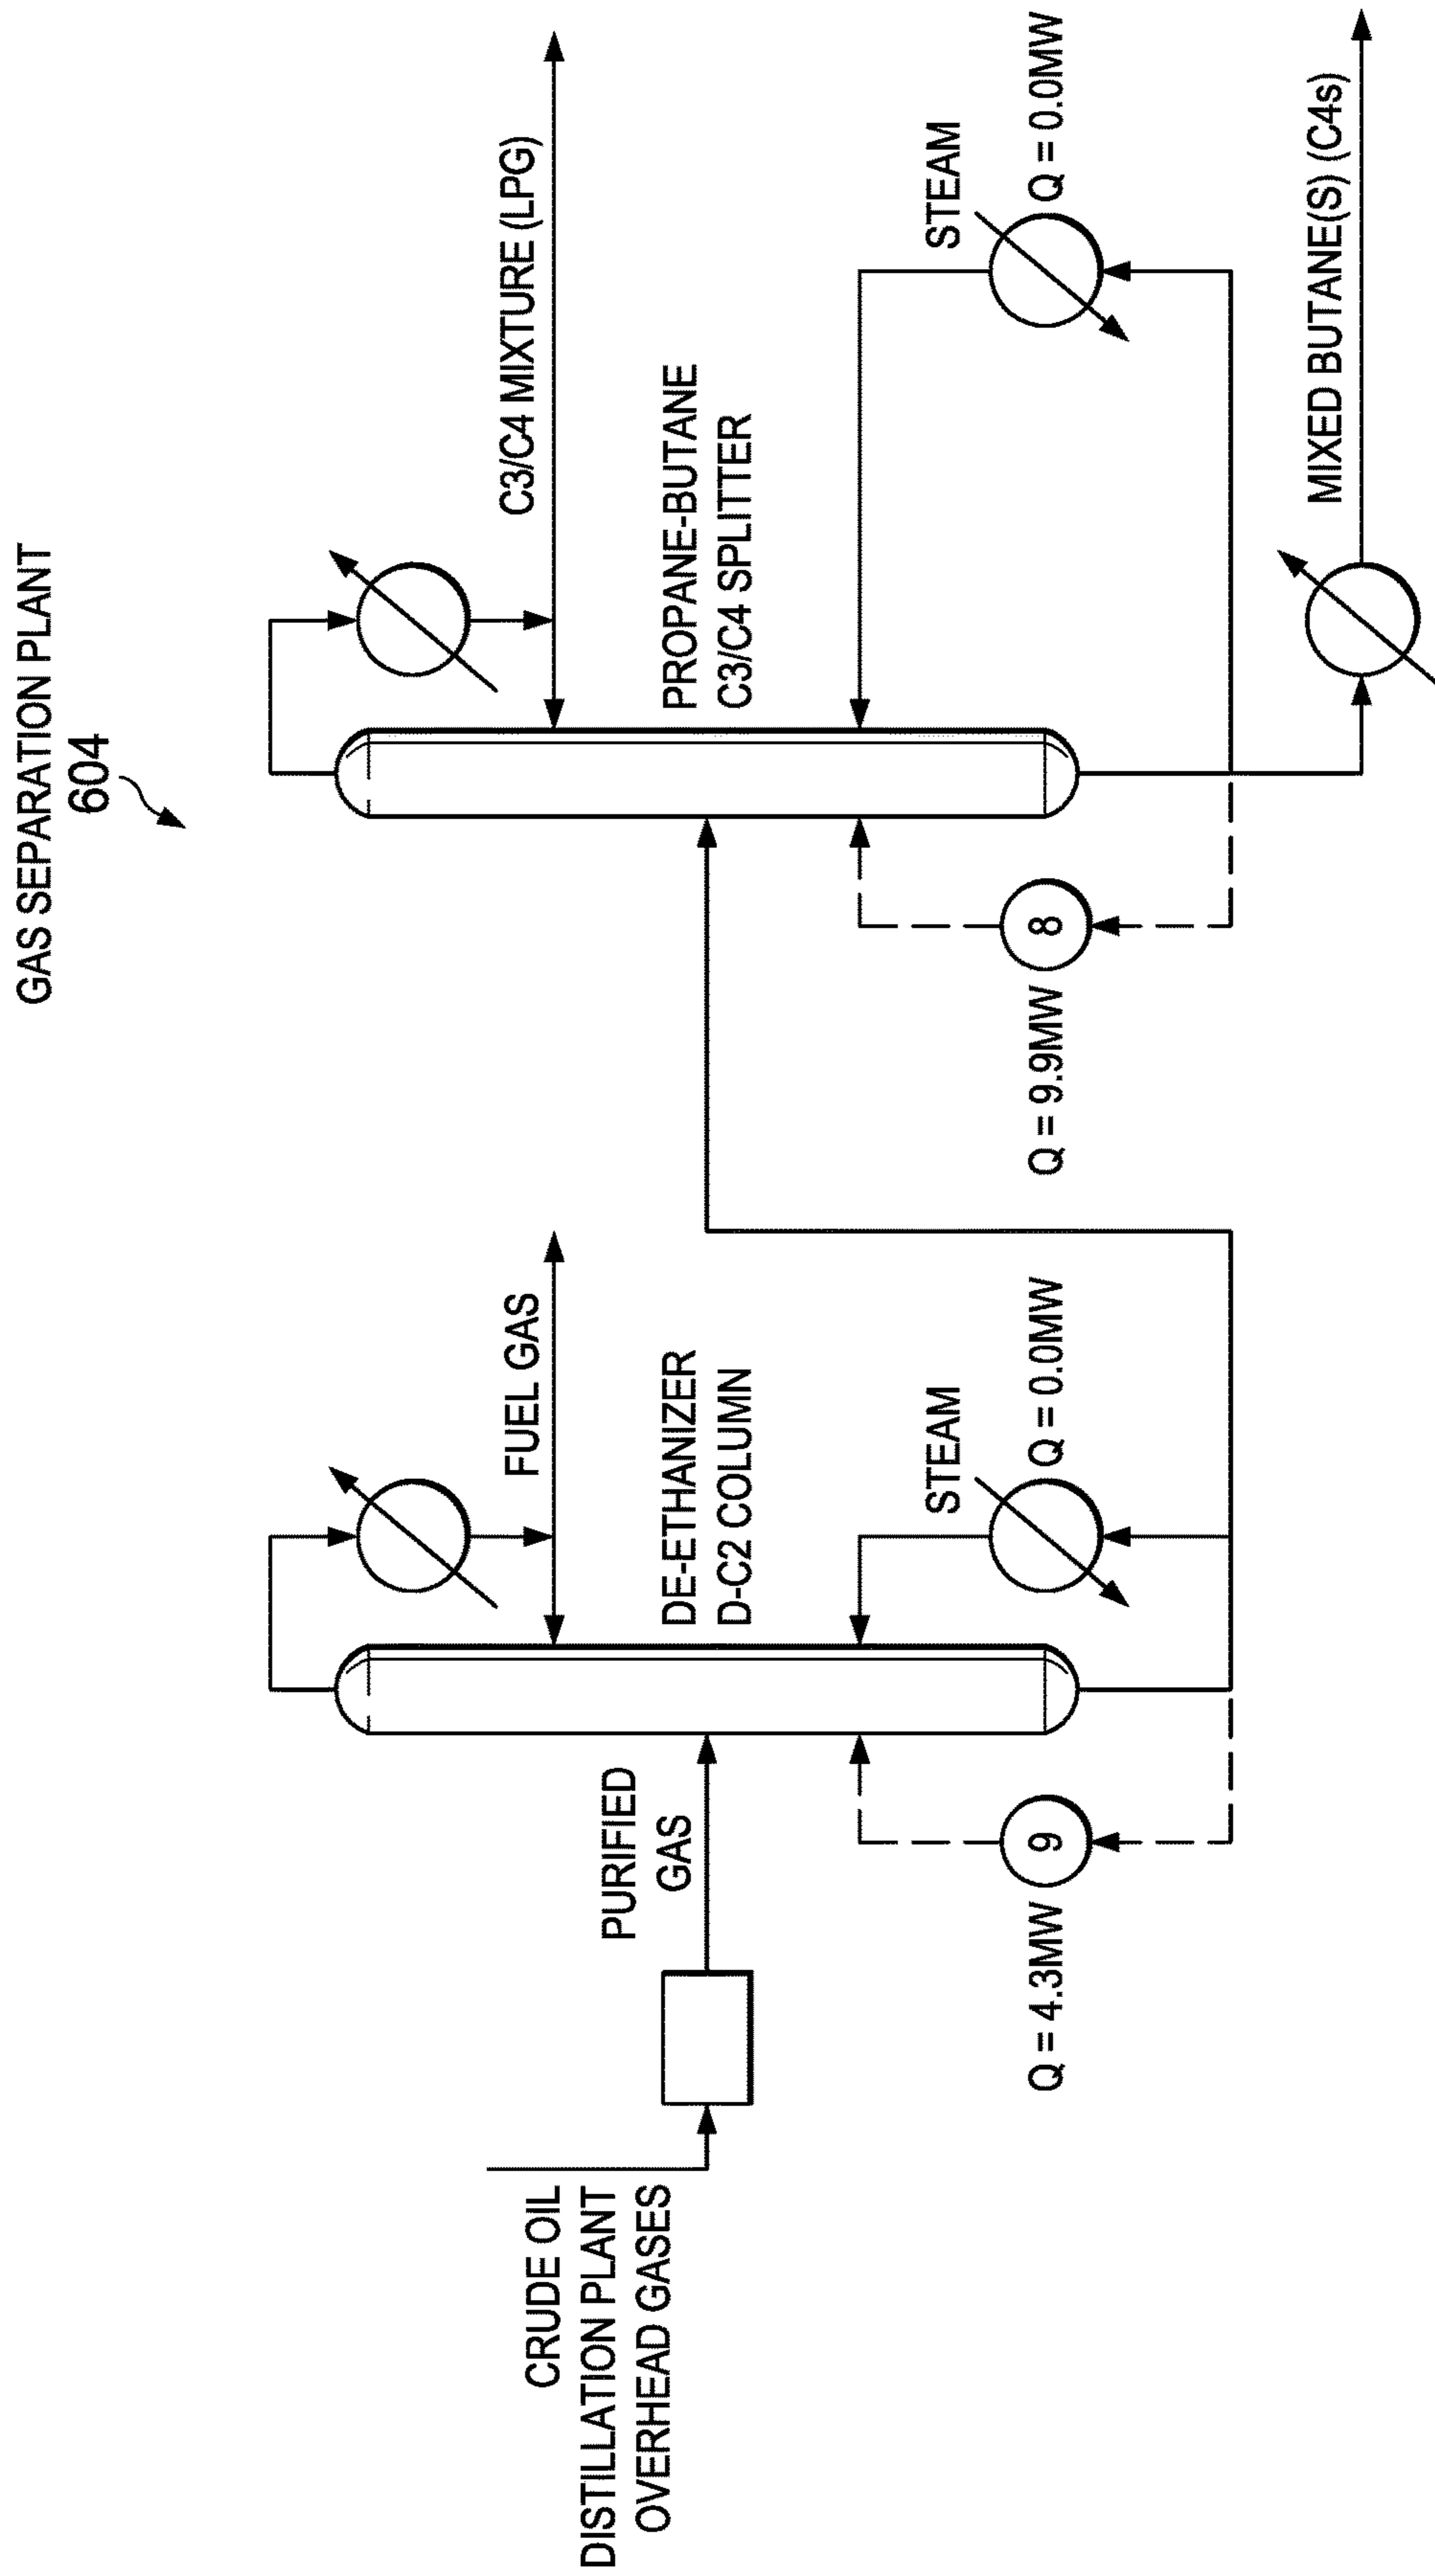 GAS SEPARATION PLANT
604
CRUDE OIL
DISTILLATION PLANT
OVERHEAD GASES
PURIFIED
GAS
FUEL GAS
DE-ETHANIZER
D-C2 COLUMN
STEAM
Q = 0.0MW
9
Q = 4.3MW
C3/C4 MIXTURE (LPG)
PROPANE-BUTANE
C3/C4 SPLITTER
STEAM
Q = 0.0MW
8
Q = 9.9MW
MIXED BUTANE(S) (C4s)